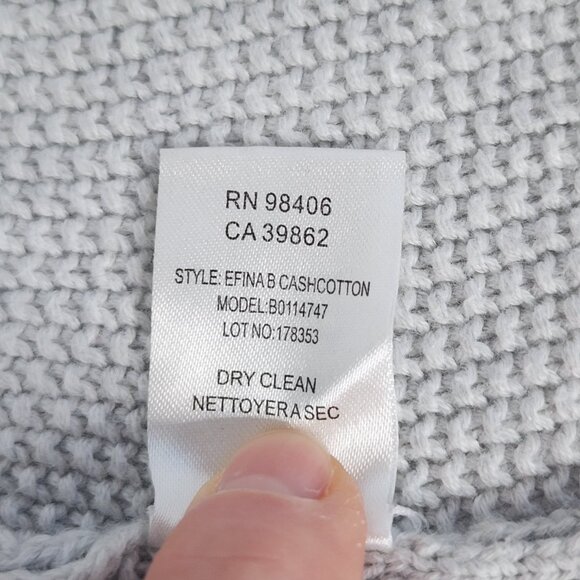 RN 98406
CA 39862
STYLE: EFINA B CASHCOTTON
MODEL:B0114747
LOT NO:178353
DRY CLEAN
NETTOYER A SEC